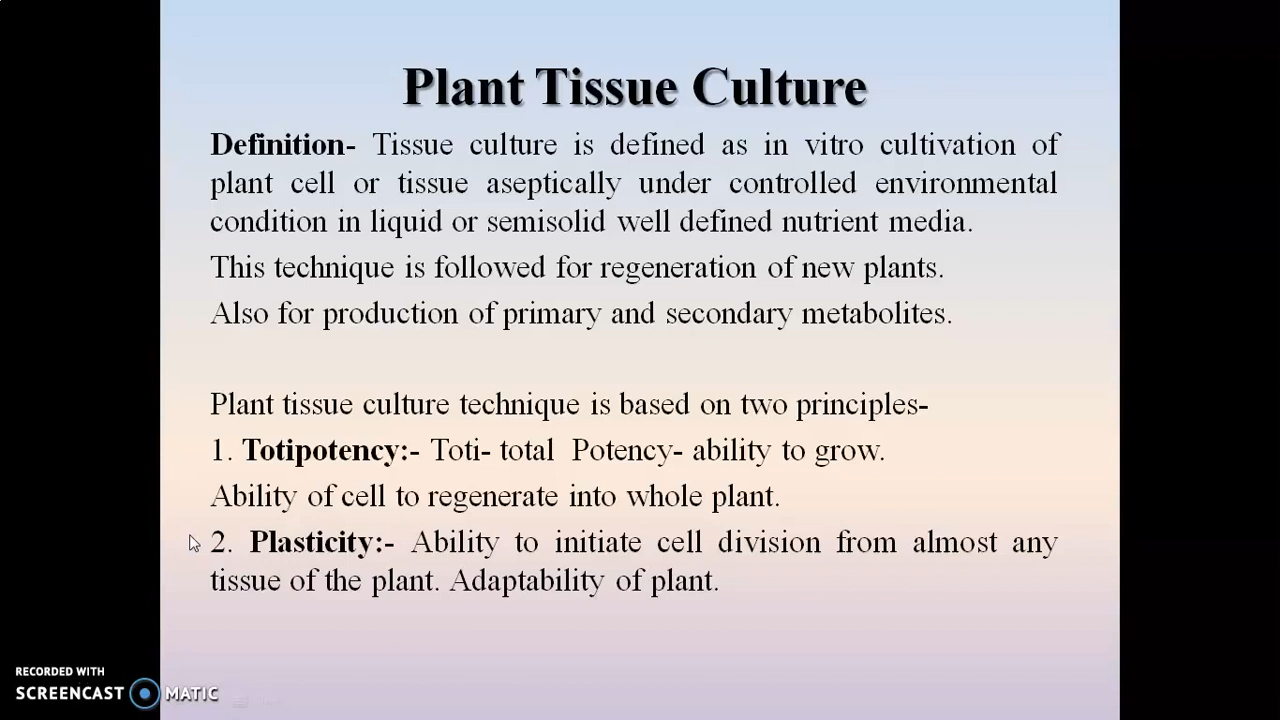 Plant Tissue Culture
Definition- Tissue culture is defined as in vitro cultivation of
plant cell or tissue aseptically under controlled environmental
condition in liquid or semisolid well defined nutrient media.
This technique is followed for regeneration of new plants.
Also for production of primary and secondary metabolites.
Plant tissue culture technique is based on two principles-
1. Totipotency:- Toti- total Potency- ability to grow.
Ability of cell to regenerate into whole plant.
2. Plasticity:- Ability to initiate cell division from almost any
tissue of the plant. Adaptability of plant.
RECORDED WITH
SCREENCAST MATIC